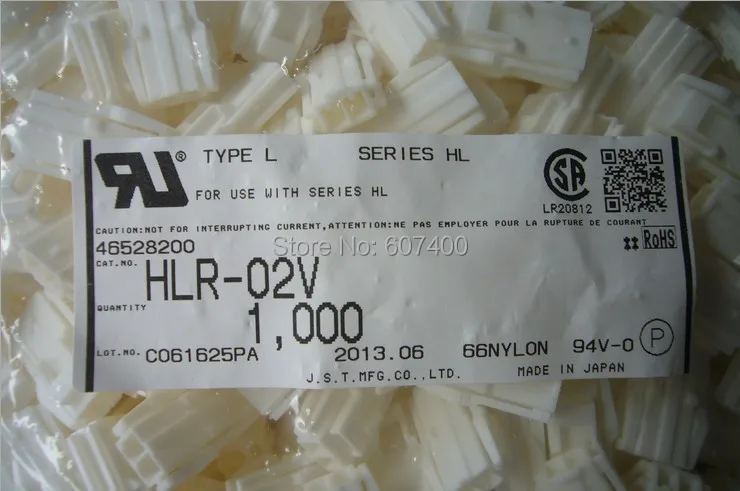 RU ® TYPE L SERIES HL
FOR USE WITH SERIES HL
SA
LR20812
CAUTION:NOT FOR INTERRUPTING CURRENT,ATTENTION:NE PAS EMPLOYER POUR LA RUPTURE DE COURANT
46528200
Store No: 607400
RoHS
CAT.NO. HLR-02V
QUANTITY 1,000
LOT.NO. C061625PA 2013.06 66NYLON 94V-0 P
J.S.T.MFG.CO.,LTD. MADE IN JAPAN